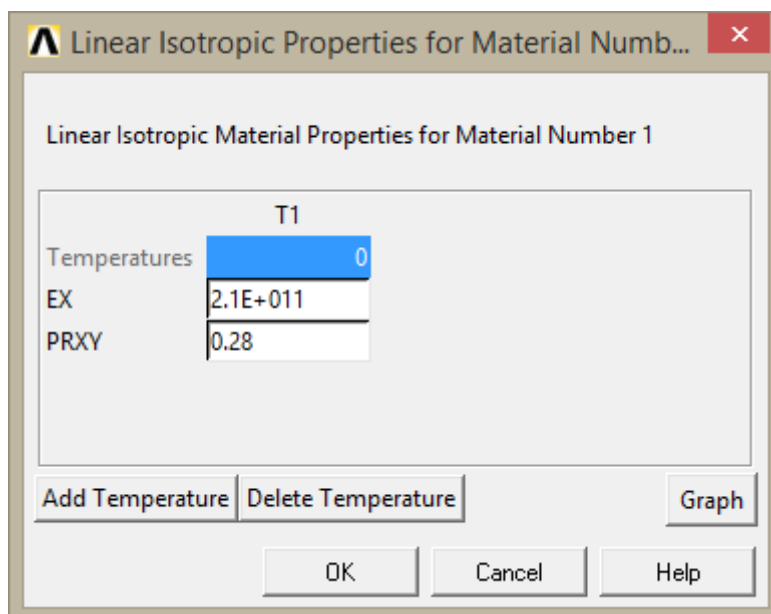 Linear Isotropic Properties for Material Numb...
Linear Isotropic Material Properties for Material Number 1
T1
Temperatures 0
EX 2.1E+011
PRXY 0.28
Add Temperature Delete Temperature Graph
OK Cancel Help